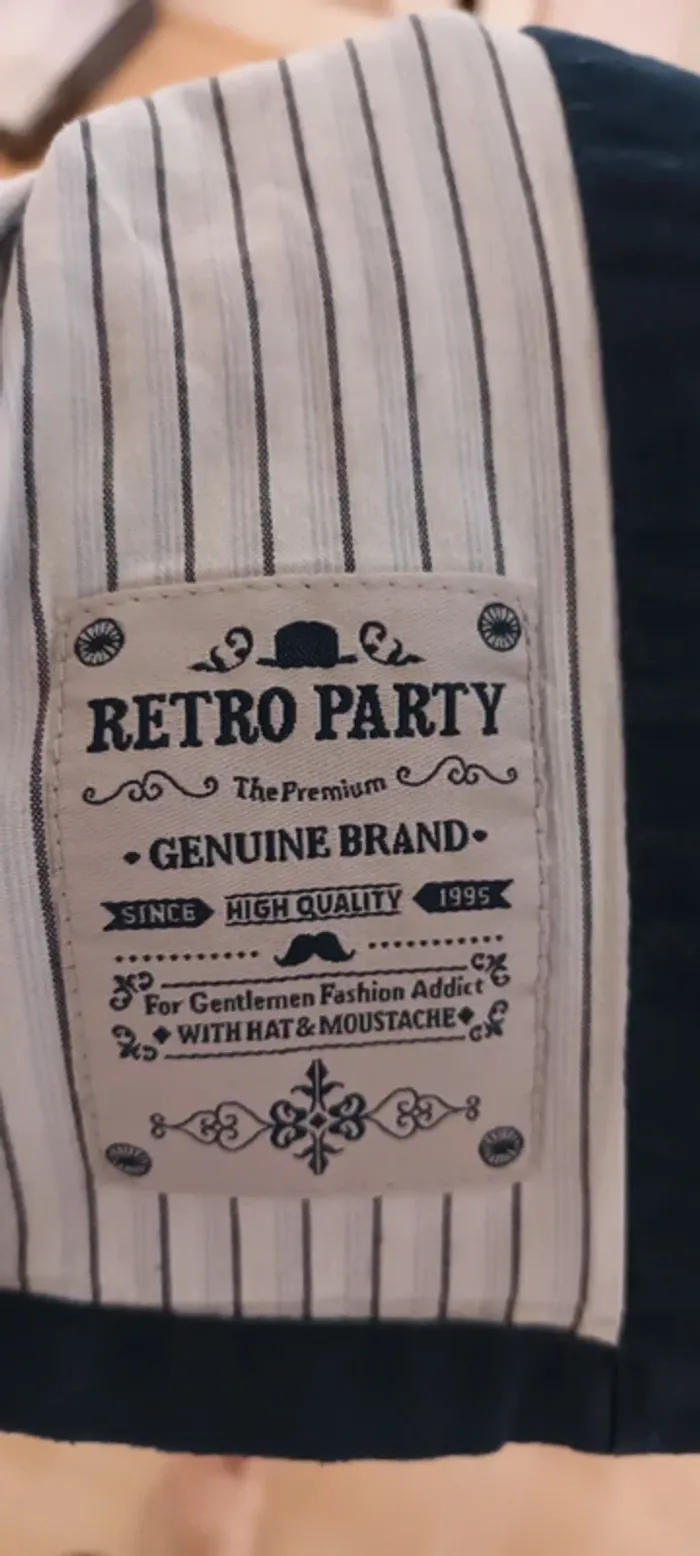 RETRO PARTY
The Premium
GENUINE BRAND
SINCE HIGH QUALITY 1995
For Gentlemen Fashion Addict
WITH HAT & MOUSTACHE